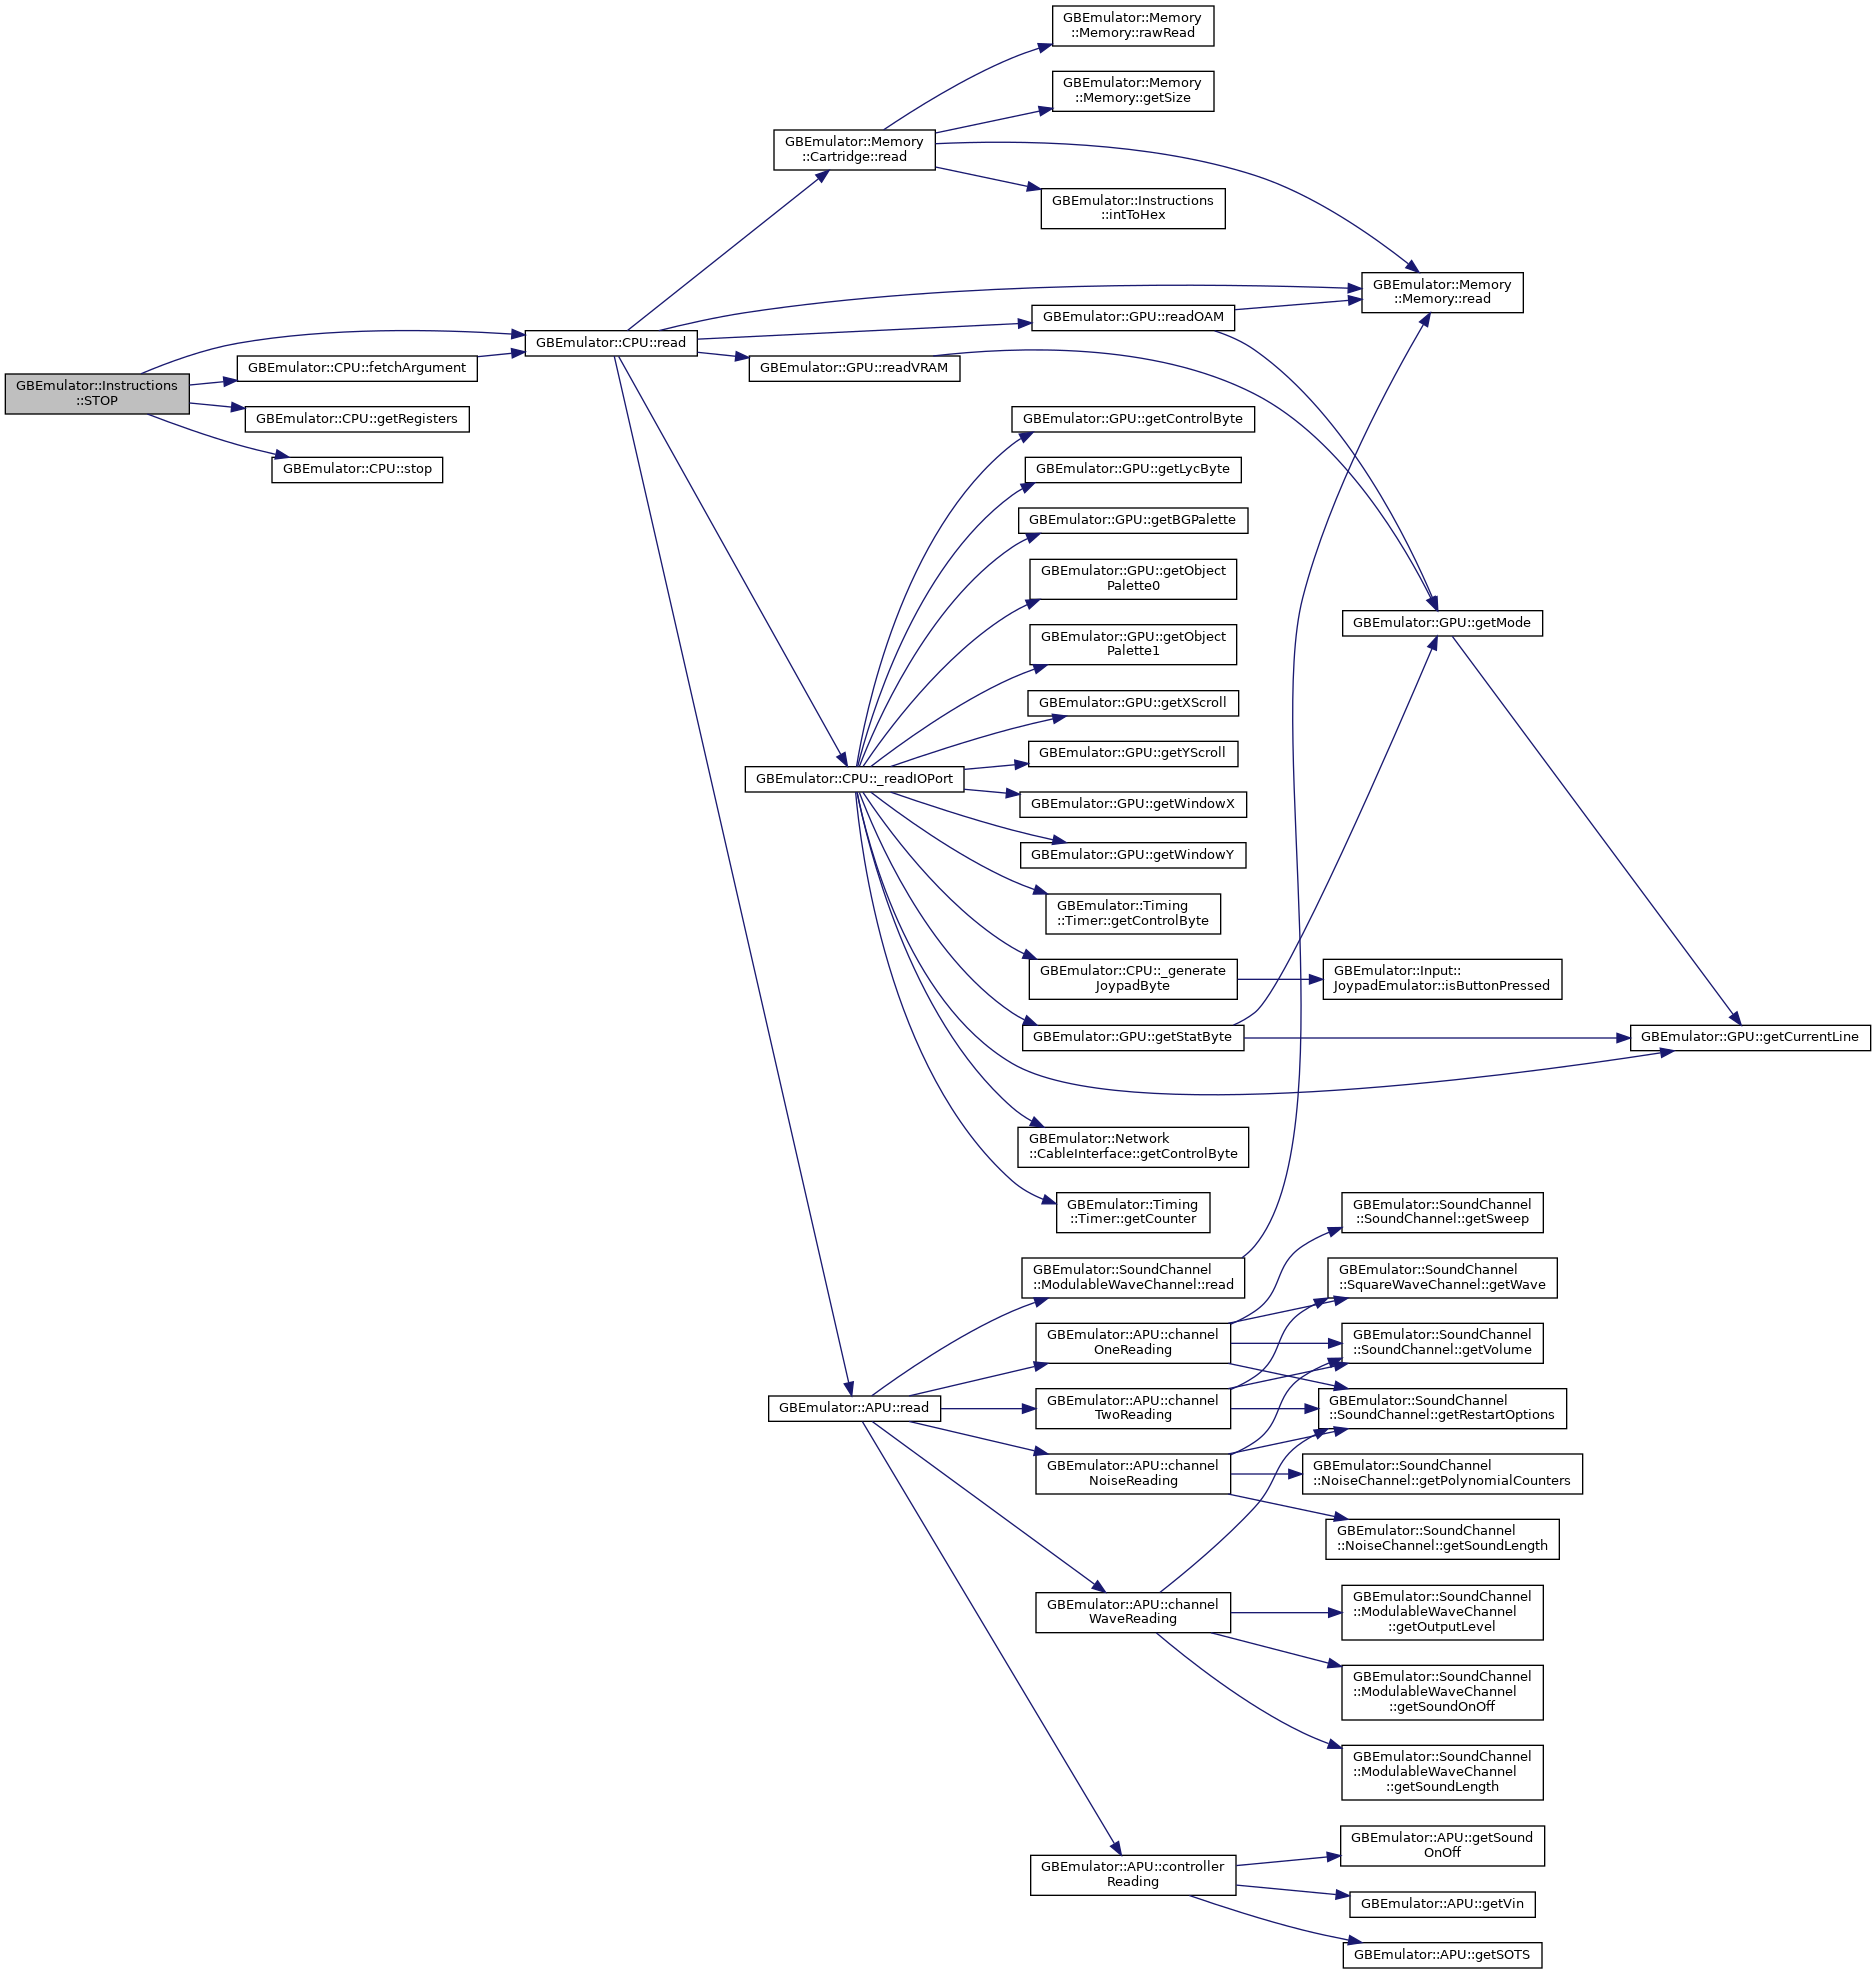 GBEmulator::Instructions
::STOP
GBEmulator::CPU::fetchArgument
GBEmulator::CPU::getRegisters
GBEmulator::CPU::stop
GBEmulator::CPU::read
GBEmulator::Memory
::Cartridge::read
GBEmulator::GPU::readVRAM
GBEmulator::CPU::_readIOPort
GBEmulator::APU::read
GBEmulator::Memory
::Memory::rawRead
GBEmulator::Memory
::Memory::getSize
GBEmulator::Instructions
::intToHex
GBEmulator::GPU::readOAM
GBEmulator::GPU::getControlByte
GBEmulator::GPU::getLycByte
GBEmulator::GPU::getBGPalette
GBEmulator::GPU::getObject
Palette0
GBEmulator::GPU::getObject
Palette1
GBEmulator::GPU::getXScroll
GBEmulator::GPU::getYScroll
GBEmulator::GPU::getWindowX
GBEmulator::GPU::getWindowY
GBEmulator::Timing
::Timer::getControlByte
GBEmulator::CPU::_generate
JoypadByte
GBEmulator::GPU::getStatByte
GBEmulator::Network
::CableInterface::getControlByte
GBEmulator::Timing
::Timer::getCounter
GBEmulator::SoundChannel
::ModulableWaveChannel::read
GBEmulator::APU::channel
OneReading
GBEmulator::APU::channel
TwoReading
GBEmulator::APU::channel
NoiseReading
GBEmulator::APU::channel
WaveReading
GBEmulator::APU::controller
Reading
GBEmulator::Memory
::Memory::read
GBEmulator::GPU::getMode
GBEmulator::Input::
JoypadEmulator::isButtonPressed
GBEmulator::GPU::getCurrentLine
GBEmulator::SoundChannel
::SoundChannel::getSweep
GBEmulator::SoundChannel
::SquareWaveChannel::getWave
GBEmulator::SoundChannel
::SoundChannel::getVolume
GBEmulator::SoundChannel
::SoundChannel::getRestartOptions
GBEmulator::SoundChannel
::NoiseChannel::getPolynomialCounters
GBEmulator::SoundChannel
::NoiseChannel::getSoundLength
GBEmulator::SoundChannel
::ModulableWaveChannel
::getOutputLevel
GBEmulator::SoundChannel
::ModulableWaveChannel
::getSoundOnOff
GBEmulator::SoundChannel
::ModulableWaveChannel
::getSoundLength
GBEmulator::APU::getSound
OnOff
GBEmulator::APU::getVin
GBEmulator::APU::getSOTS